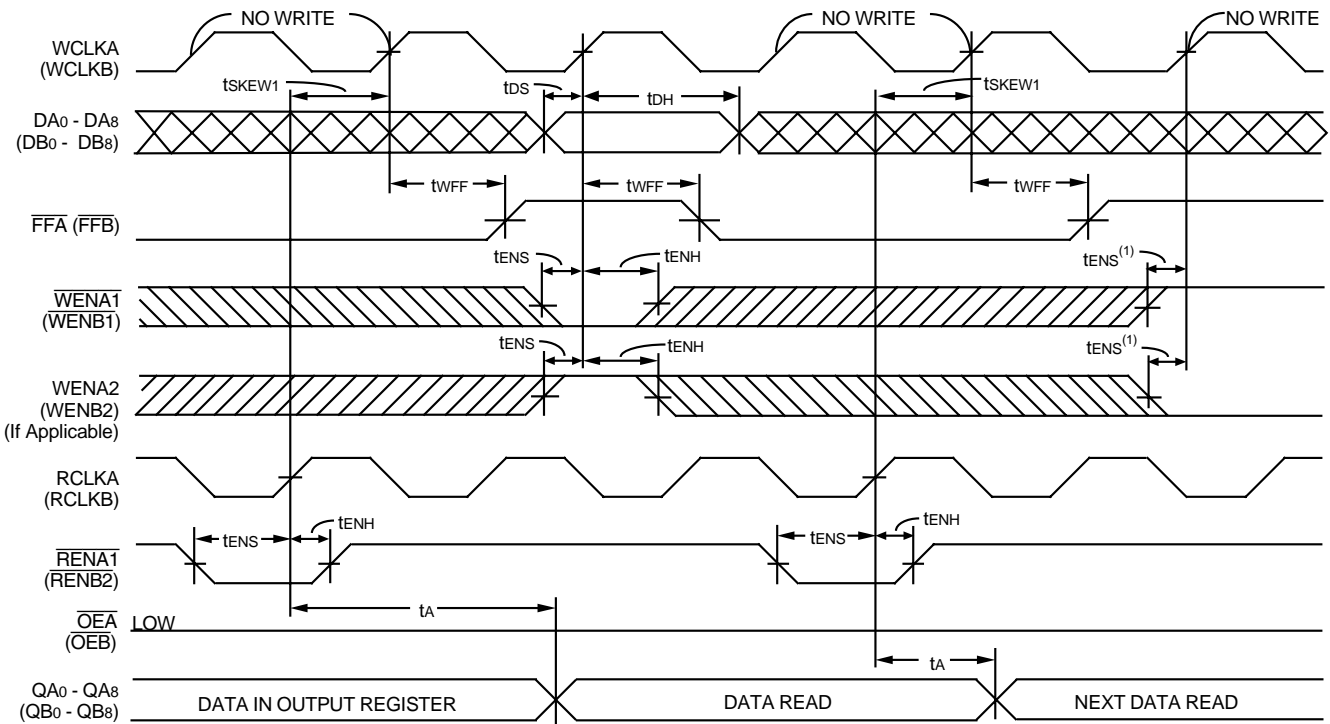 NO WRITE
NO WRITE
NO WRITE
WCLKA
(WCLKB)
tSKEW1
tDS
tDH
tSKEW1
DA0 - DA8
(DB0 - DB8)
tWFF
tWFF
tWFF
FFA (FFB)
tENS
tENH
tENS(1)
WENA1
(WENB1)
tENS
tENH
tENS(1)
WENA2
(WENB2)
(If Applicable)
RCLKA
(RCLKB)
tENS
tENH
tENS
tENH
RENA1
(RENB2)
tA
OEA
(OEB)
LOW
tA
QA0 - QA8
(QB0 - QB8)
DATA IN OUTPUT REGISTER
DATA READ
NEXT DATA READ